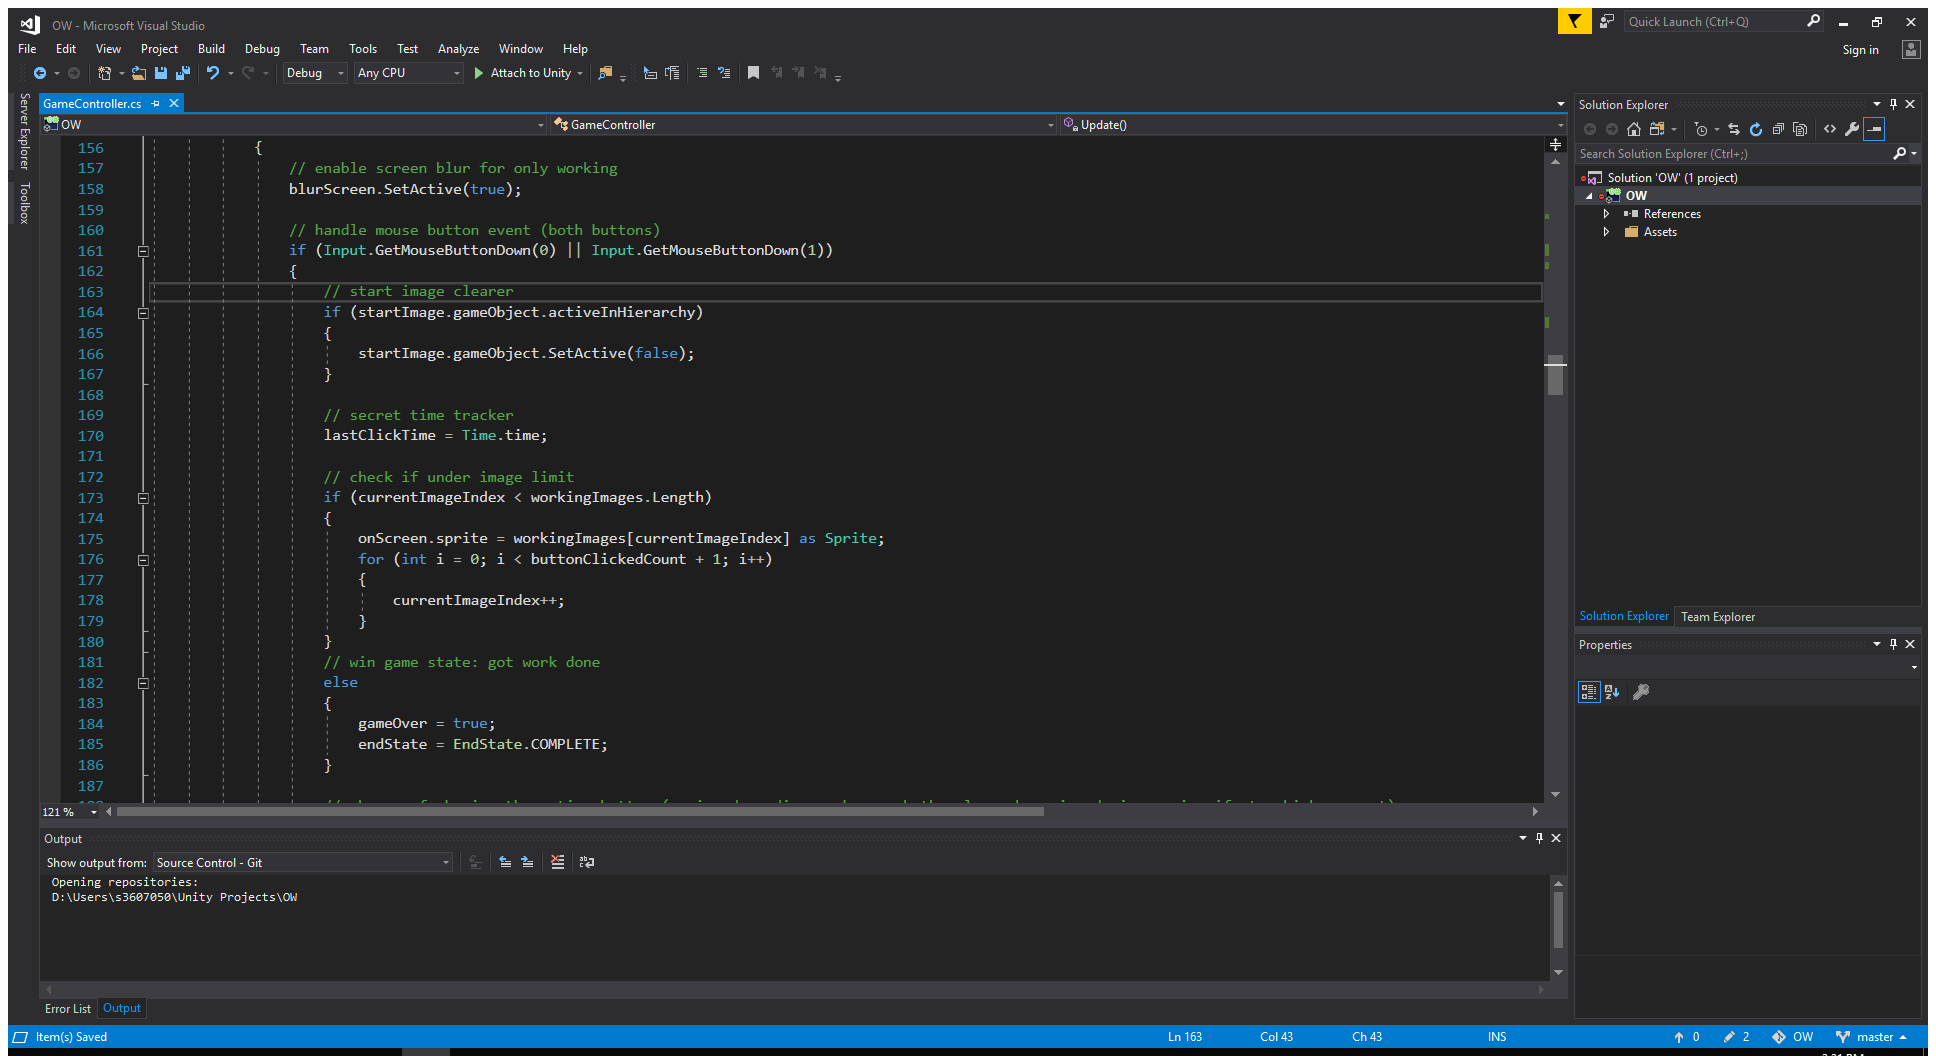 OW - Microsoft Visual Studio
Quick Launch (Ctrl+Q)
File Edit View Project Build Debug Team Tools Test Analyze Window Help
Sign in
Debug Any CPU Attach to Unity
Server Explorer
Toolbox
GameController.cs
OW GameController Update()
156 {
157 // enable screen blur for only working
158 blurScreen.SetActive(true);
159
160 // handle mouse button event (both buttons)
161 if (Input.GetMouseButtonDown(0) || Input.GetMouseButtonDown(1))
162 {
163 // start image clearer
164 if (startImage.gameObject.activeInHierarchy)
165 {
166 startImage.gameObject.SetActive(false);
167 }
168
169 // secret time tracker
170 lastClickTime = Time.time;
171
172 // check if under image limit
173 if (currentImageIndex < workingImages.Length)
174 {
175 onScreen.sprite = workingImages[currentImageIndex] as Sprite;
176 for (int i = 0; i < buttonClickedCount + 1; i++)
177 {
178 currentImageIndex++;
179 }
180 }
181 // win game state: got work done
182 else
183 {
184 gameOver = true;
185 endState = EndState.COMPLETE;
186 }
187
121 %
Output
Show output from: Source Control - Git
Opening repositories:
D:\Users\s3607050\Unity Projects\OW
Error List Output
Solution Explorer
Search Solution Explorer (Ctrl+;)
Solution 'OW' (1 project)
OW
References
Assets
Solution Explorer Team Explorer
Properties
Item(s) Saved Ln 163 Col 43 Ch 43 INS 0 2 OW master